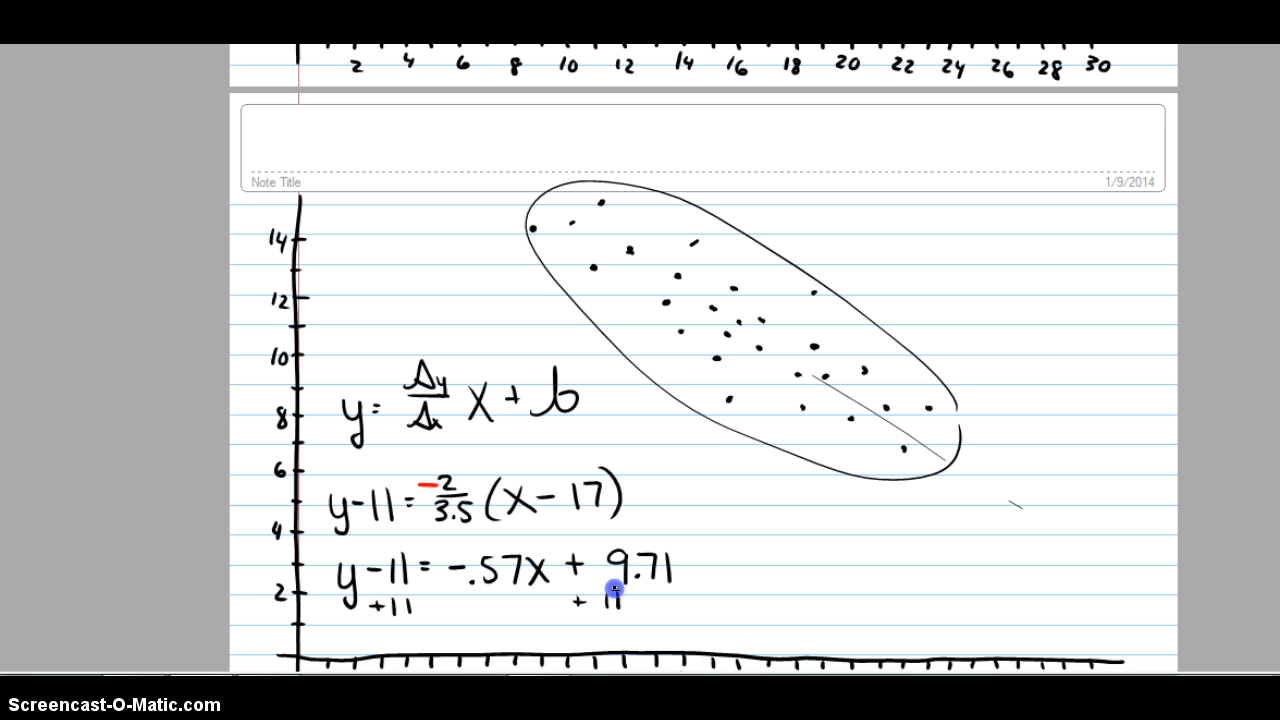 2 4 6 8 10 12 14 16 18 20 22 24 26 28 30
Note Title 1/9/2014
14
12
10
8
6
4
2
y = Δy/Δx x + b
y - 11 = -2/3.5 (x - 17)
y - 11 = -.57x + 9.71
+11 + 11
Screencast-O-Matic.com